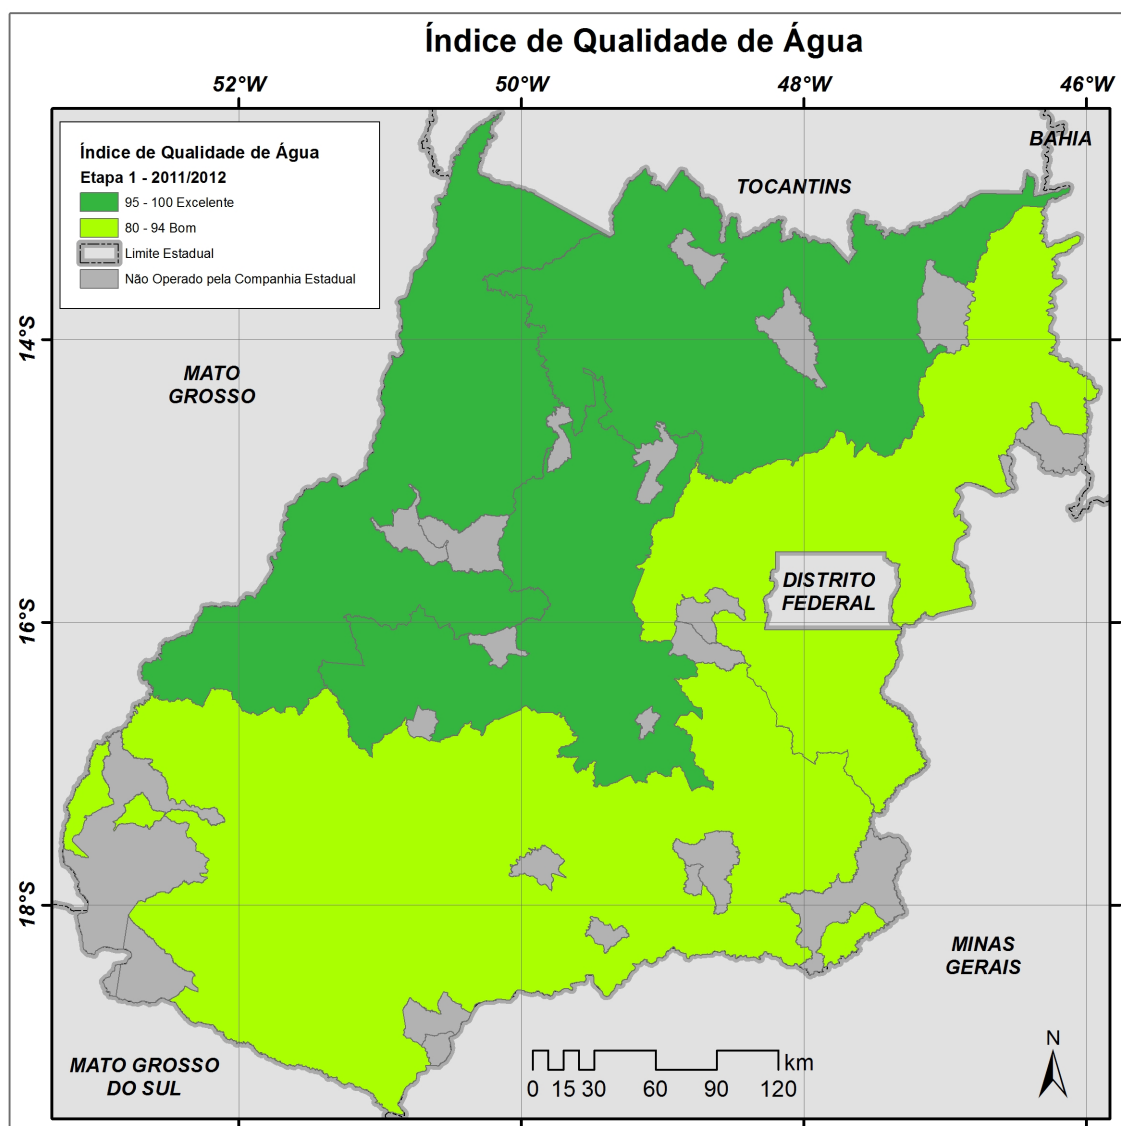 Índice de Qualidade de Água
52°W
50°W
48°W
46°W
Índice de Qualidade de Água
Etapa 1 - 2011/2012
95 - 100 Excelente
80 - 94 Bom
Limite Estadual
Não Operado pela Companhia Estadual
BAHIA
TOCANTINS
14°S
MATO
GROSSO
DISTRITO
FEDERAL
16°S
18°S
MINAS
GERAIS
MATO GROSSO
DO SUL
N
km
0 15 30 60 90 120